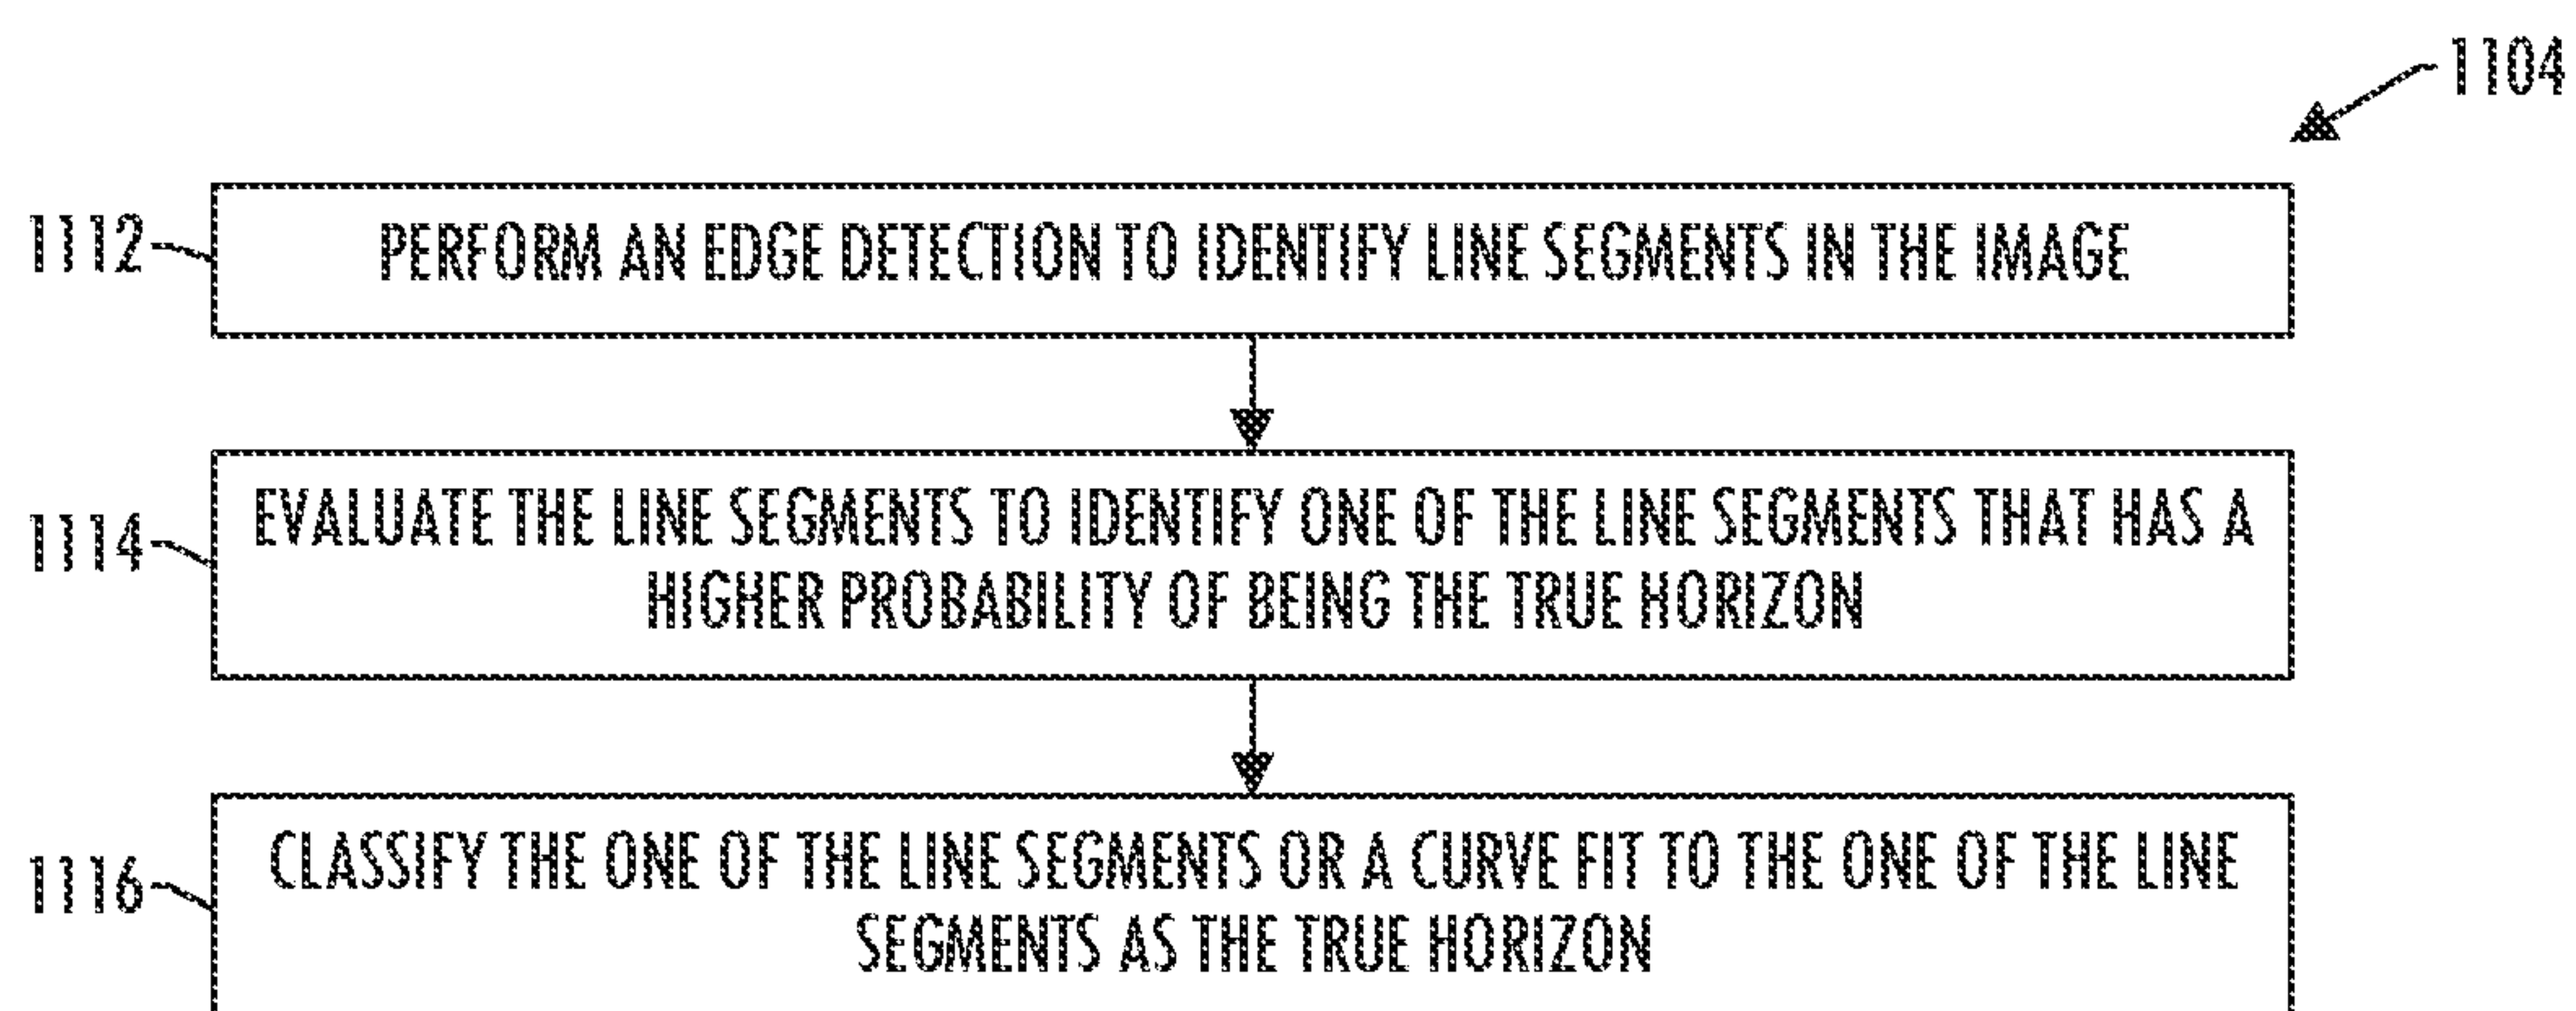 1104
1112
PERFORM AN EDGE DETECTION TO IDENTIFY LINE SEGMENTS IN THE IMAGE
1114
EVALUATE THE LINE SEGMENTS TO IDENTIFY ONE OF THE LINE SEGMENTS THAT HAS A
HIGHER PROBABILITY OF BEING THE TRUE HORIZON
1116
CLASSIFY THE ONE OF THE LINE SEGMENTS OR A CURVE FIT TO THE ONE OF THE LINE
SEGMENTS AS THE TRUE HORIZON